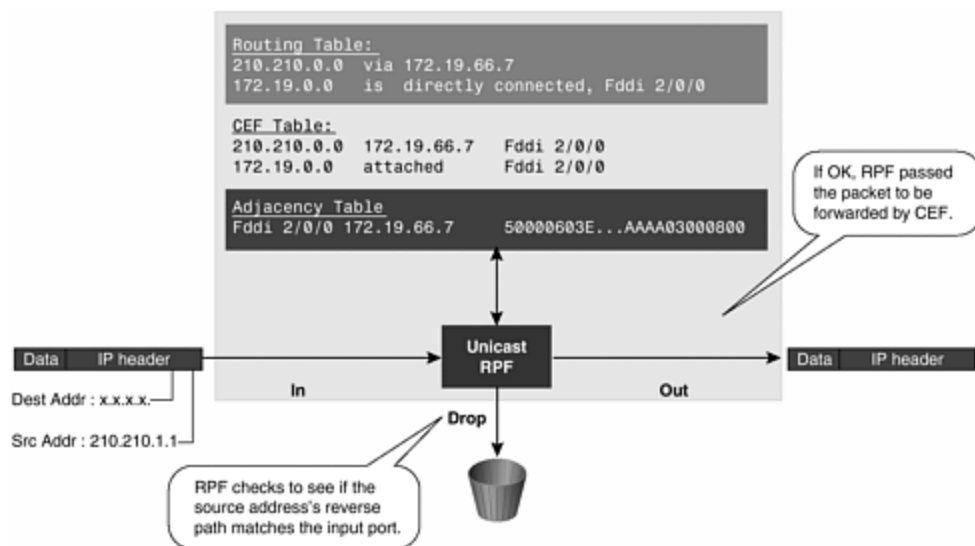 Routing Table:
210.210.0.0 via 172.19.66.7
172.19.0.0 is directly connected, Fddi 2/0/0
CEF Table:
210.210.0.0 172.19.66.7 Fddi 2/0/0
172.19.0.0 attached Fddi 2/0/0
Adjacency Table
Fddi 2/0/0 172.19.66.7 50000603E...AAAA03000800
If OK, RPF passed
the packet to be
forwarded by CEF.
Data IP header
Unicast
RPF
Data IP header
In
Out
Dest Addr : x.x.x.x.
Drop
Src Addr : 210.210.1.1
RPF checks to see if the
source address's reverse
path matches the input port.